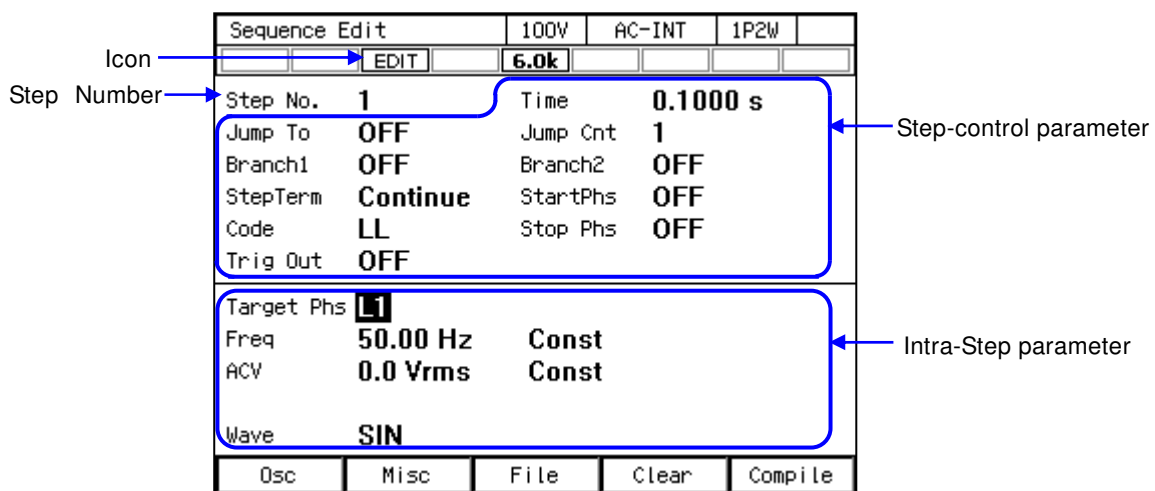 Sequence Edit 100V AC-INT 1P2W
Icon EDIT 6.0k
Step Number Step No. 1 Time 0.1000 s
Jump To OFF Jump Cnt 1 Step-control parameter
Branch1 OFF Branch2 OFF
StepTerm Continue StartPhs OFF
Code LL Stop Phs OFF
Trig Out OFF
Target Phs L1
Freq 50.00 Hz Const Intra-Step parameter
ACV 0.0 Vrms Const
Wave SIN
Osc Misc File Clear Compile